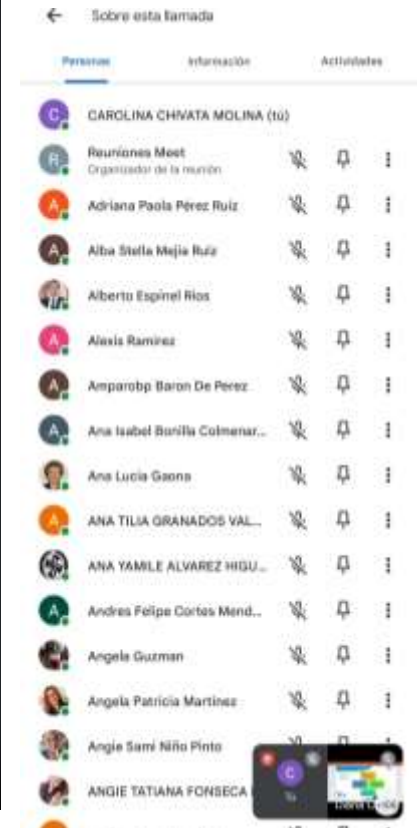 Sobre esta llamada
Personas Información Actividades
C CAROLINA CHIVATA MOLINA (tú)
R Reuniones Meet
Organizador de la reunión
A Adriana Paola Perez Ruiz
A Alba Stella Mejia Ruiz
Alberto Espinel Rios
A Alexis Ramirez
A Amparobp Baron De Perez
A Ana Isabel Bonilla Colmenar...
Ana Lucia Gaona
A ANA TILIA GRANADOS VAL...
ANA YAMILE ALVAREZ HIGU...
A Andres Felipe Cortes Mend...
Angela Guzman
Angela Patricia Martinez
Angie Sami Niño Pinto
ANGIE TATIANA FONSECA
C
Tú